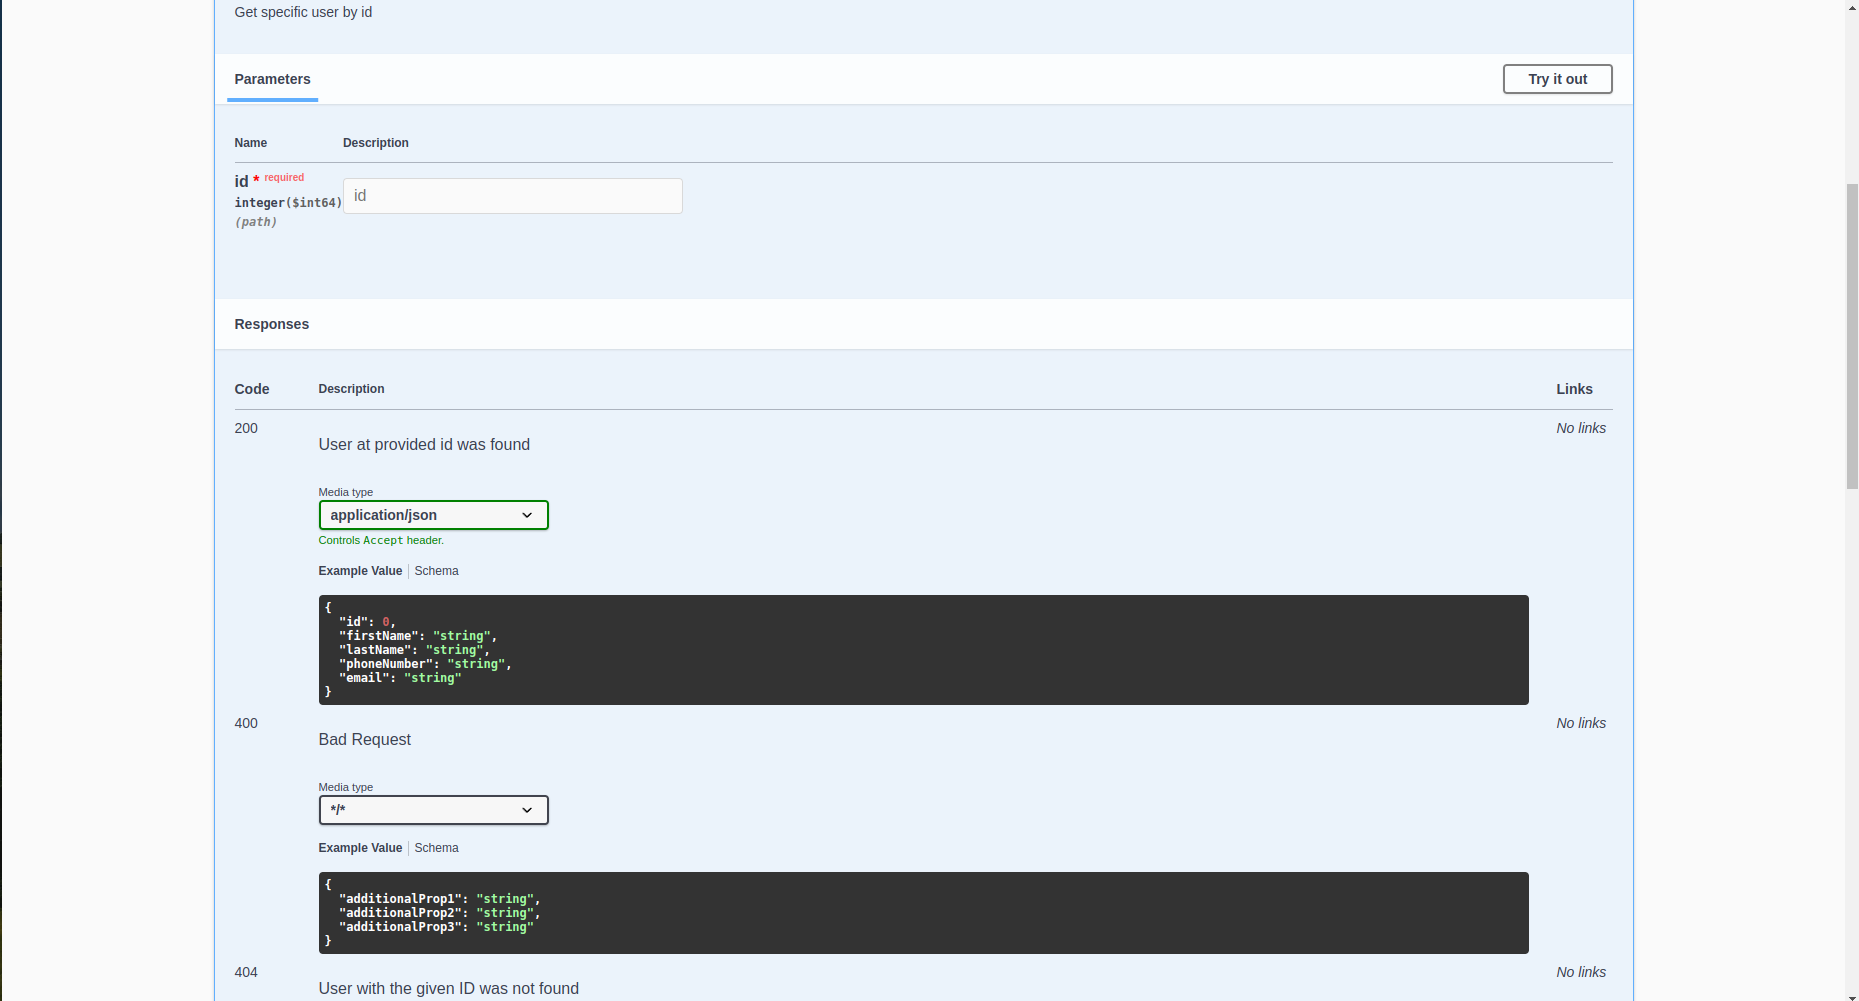 Get specific user by id
Parameters
Try it out
Name Description
id * required
integer($int64)
(path)
id
Responses
Code Description Links
200
User at provided id was found
No links
Media type
application/json
Controls Accept header.
Example Value Schema
{
"id": 0,
"firstName": "string",
"lastName": "string",
"phoneNumber": "string",
"email": "string"
}
400
Bad Request
No links
Media type
*/*
Example Value Schema
{
"additionalProp1": "string",
"additionalProp2": "string",
"additionalProp3": "string"
}
404
User with the given ID was not found
No links